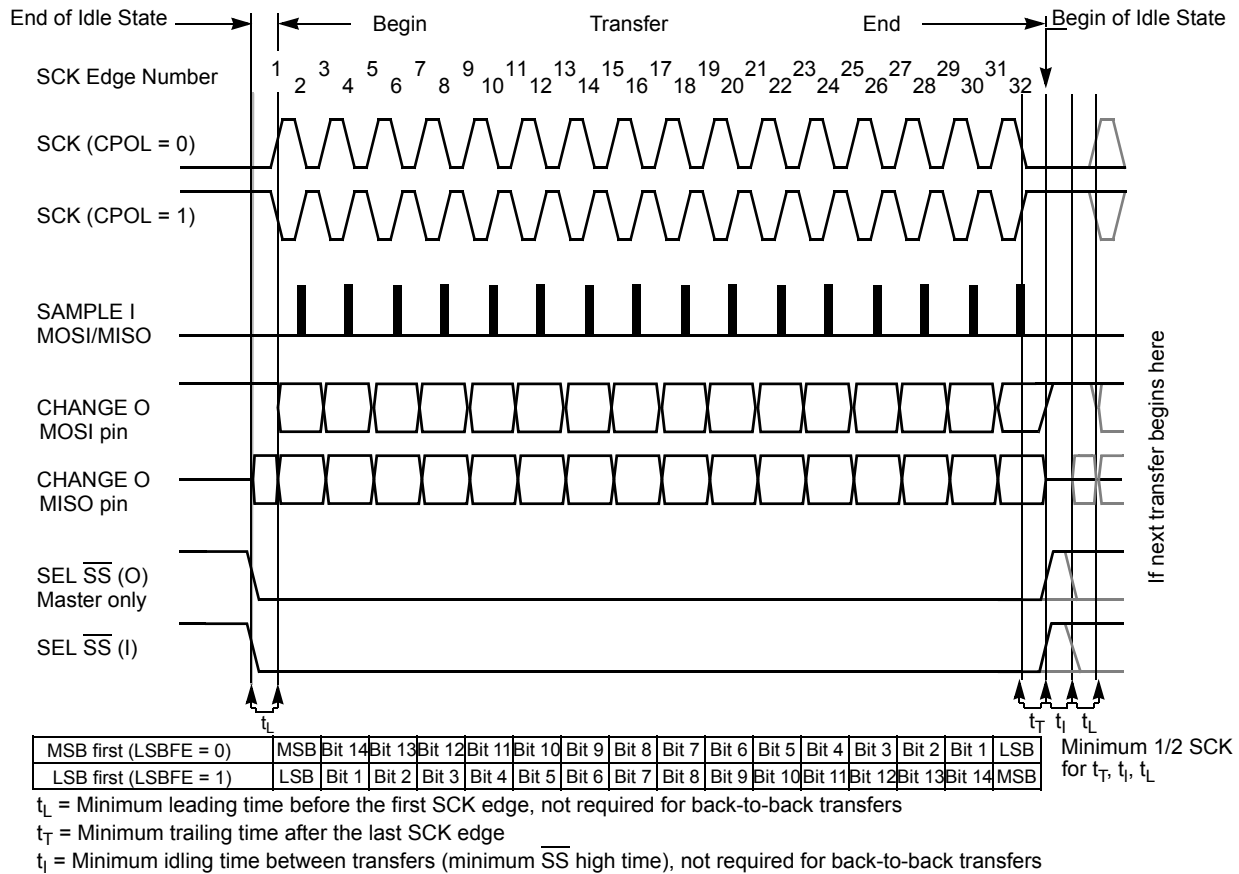 End of Idle State Begin Transfer End Begin of Idle State
SCK Edge Number 1 2 3 4 5 6 7 8 9 10 11 12 13 14 15 16 17 18 19 20 21 22 23 24 25 26 27 28 29 30 31 32
SCK (CPOL = 0)
SCK (CPOL = 1)
SAMPLE I
MOSI/MISO
CHANGE O
MOSI pin
CHANGE O
MISO pin
SEL SS (O)
Master only
SEL SS (I)
If next transfer begins here
tL tT tI tL
MSB first (LSBFE = 0) MSB Bit 14 Bit 13 Bit 12 Bit 11 Bit 10 Bit 9 Bit 8 Bit 7 Bit 6 Bit 5 Bit 4 Bit 3 Bit 2 Bit 1 LSB
LSB first (LSBFE = 1) LSB Bit 1 Bit 2 Bit 3 Bit 4 Bit 5 Bit 6 Bit 7 Bit 8 Bit 9 Bit 10 Bit 11 Bit 12 Bit 13 Bit 14 MSB
Minimum 1/2 SCK
for tT, tI, tL
tL = Minimum leading time before the first SCK edge, not required for back-to-back transfers
tT = Minimum trailing time after the last SCK edge
tI = Minimum idling time between transfers (minimum SS high time), not required for back-to-back transfers